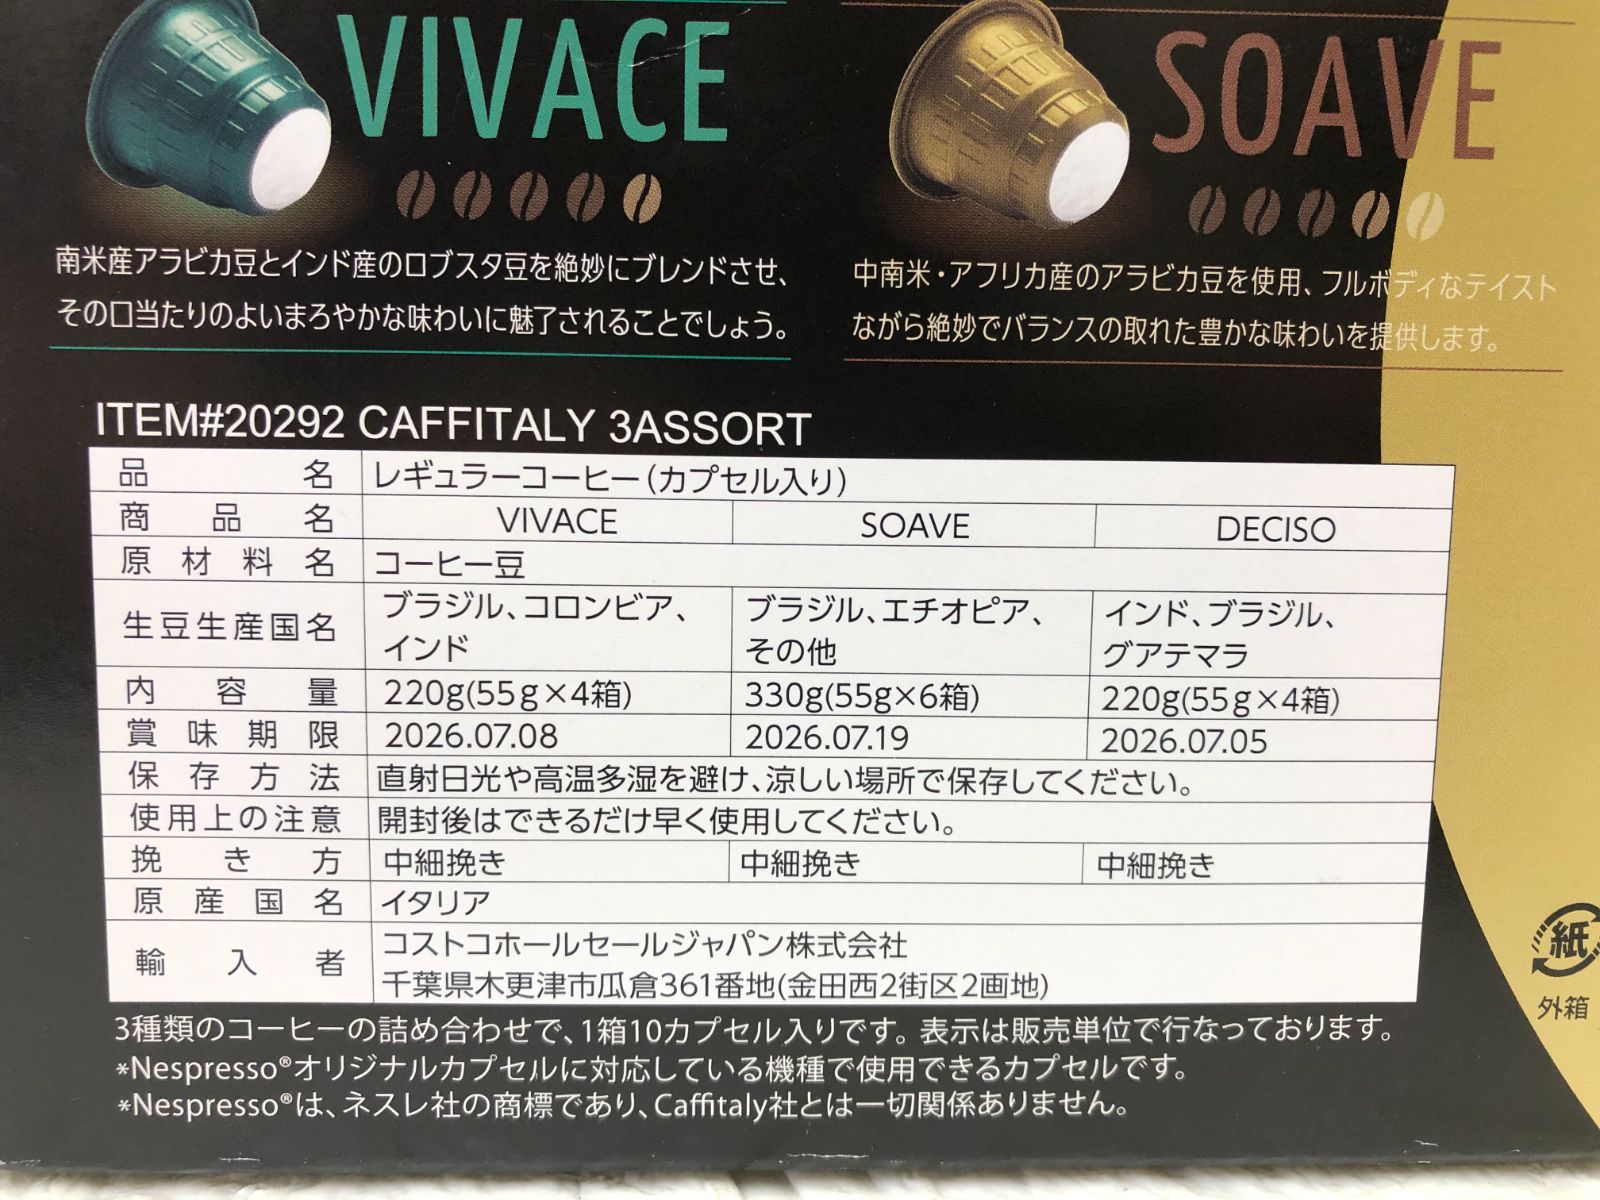 VIVACE
南米産アラビカ豆とインド産のロブスタ豆を絶妙にブレンドさせ、
その口当たりのよいまろやかな味わいに魅了されることでしょう。
SOAVE
中南米・アフリカ産のアラビカ豆を使用、フルボディなテイスト
ながら絶妙でバランスの取れた豊かな味わいを提供します。
ITEM#20292 CAFFITALY 3ASSORT
品名 レギュラーコーヒー(カプセル入り)
商品名 VIVACE SOAVE DECISO
原材料名 コーヒー豆
生豆生産国名 ブラジル、コロンビア、インド ブラジル、エチオピア、その他 インド、ブラジル、グアテマラ
内容量 220g(55g×4箱) 330g(55g×6箱) 220g(55g×4箱)
賞味期限 2026.07.08 2026.07.19 2026.07.05
保存方法 直射日光や高温多湿を避け、涼しい場所で保存してください。
使用上の注意 開封後はできるだけ早く使用してください。
挽き方 中細挽き 中細挽き 中細挽き
原産国名 イタリア
輸入者 コストコホールセールジャパン株式会社
千葉県木更津市瓜倉361番地(金田西2街区2画地)
3種類のコーヒーの詰め合わせで、1箱10カプセル入りです。表示は販売単位で行なっております。
*Nespresso®オリジナルカプセルに対応している機種で使用できるカプセルです。
*Nespresso®は、ネスレ社の商標であり、Caffitaly社とは一切関係ありません。
紙
外箱